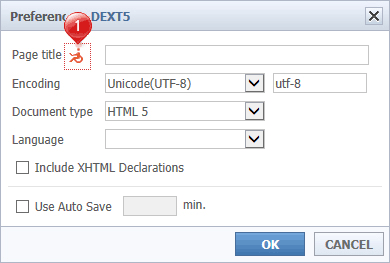 Preferenc DEXT5
1
Page title
Encoding Unicode(UTF-8) utf-8
Document type HTML 5
Language
Include XHTML Declarations
Use Auto Save min.
OK CANCEL